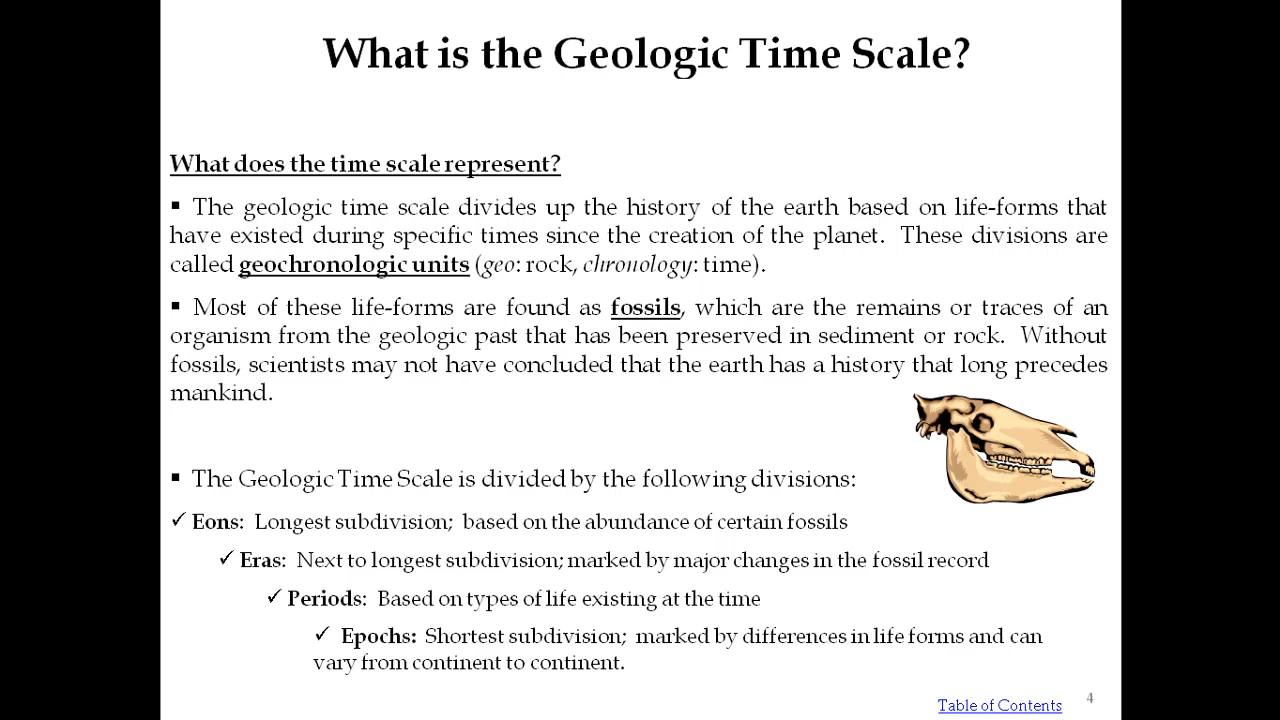 What is the Geologic Time Scale?
What does the time scale represent?
▪ The geologic time scale divides up the history of the earth based on life-forms that
have existed during specific times since the creation of the planet. These divisions are
called geochronologic units (geo: rock, chronology: time).
▪ Most of these life-forms are found as fossils, which are the remains or traces of an
organism from the geologic past that has been preserved in sediment or rock. Without
fossils, scientists may not have concluded that the earth has a history that long precedes
mankind.
▪ The Geologic Time Scale is divided by the following divisions:
✓ Eons: Longest subdivision; based on the abundance of certain fossils
✓ Eras: Next to longest subdivision; marked by major changes in the fossil record
✓ Periods: Based on types of life existing at the time
✓ Epochs: Shortest subdivision; marked by differences in life forms and can
vary from continent to continent.
Table of Contents 4